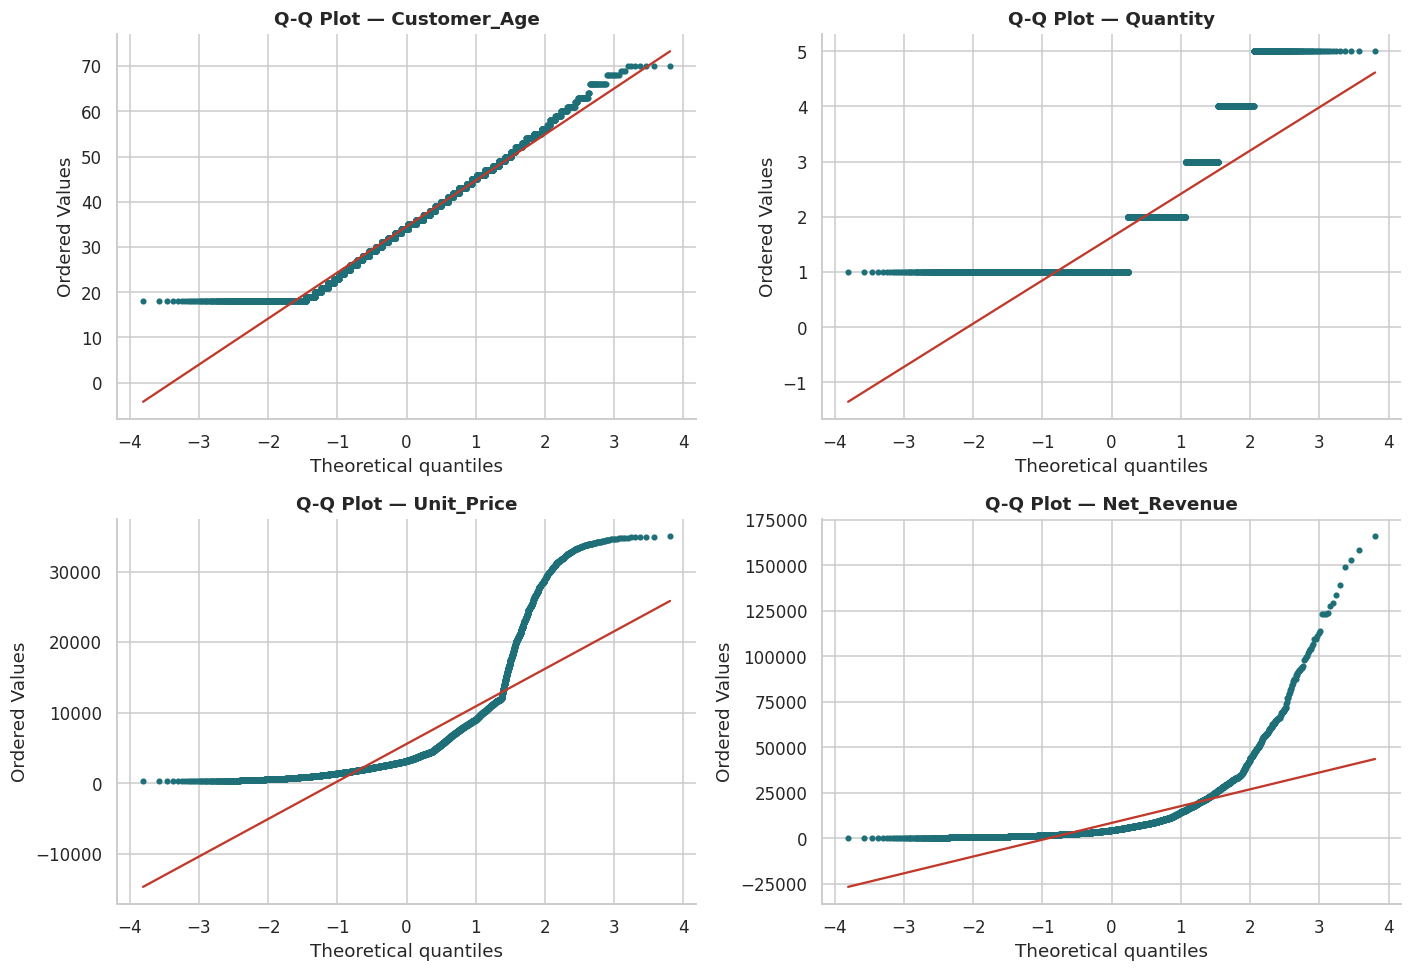 Q-Q Plot — Customer_Age
Ordered Values
70
60
50
40
30
20
10
0
−4 −3 −2 −1 0 1 2 3 4
Theoretical quantiles
Q-Q Plot — Quantity
Ordered Values
5
4
3
2
1
0
−1
−4 −3 −2 −1 0 1 2 3 4
Theoretical quantiles
Q-Q Plot — Unit_Price
Ordered Values
30000
20000
10000
0
−10000
−4 −3 −2 −1 0 1 2 3 4
Theoretical quantiles
Q-Q Plot — Net_Revenue
Ordered Values
175000
150000
125000
100000
75000
50000
25000
0
−25000
−4 −3 −2 −1 0 1 2 3 4
Theoretical quantiles